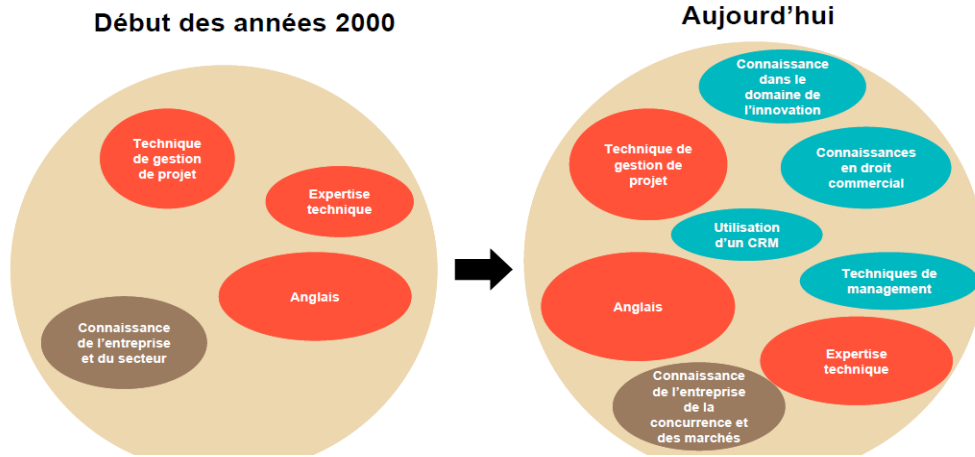 Début des années 2000
Technique
de gestion
de projet
Expertise
technique
Anglais
Connaissance
de l'entreprise
et du secteur
Aujourd'hui
Connaissance
dans le
domaine de
l'innovation
Technique de
gestion de
projet
Connaissances
en droit
commercial
Utilisation
d'un CRM
Techniques de
management
Anglais
Expertise
technique
Connaissance
de l'entreprise
de la
concurrence et
des marchés